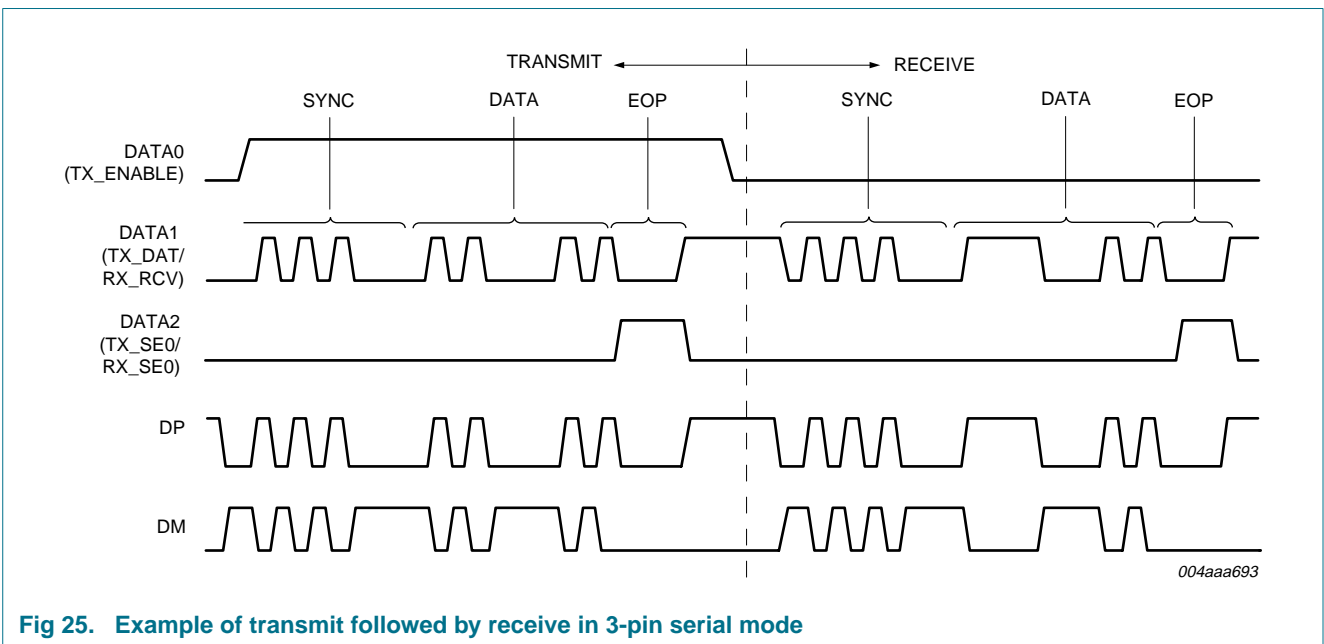 TRANSMIT
RECEIVE
SYNC
DATA
EOP
SYNC
DATA
EOP
DATA0
(TX_ENABLE)
DATA1
(TX_DAT/
RX_RCV)
DATA2
(TX_SE0/
RX_SE0)
DP
DM
004aaa693
Fig 25. Example of transmit followed by receive in 3-pin serial mode